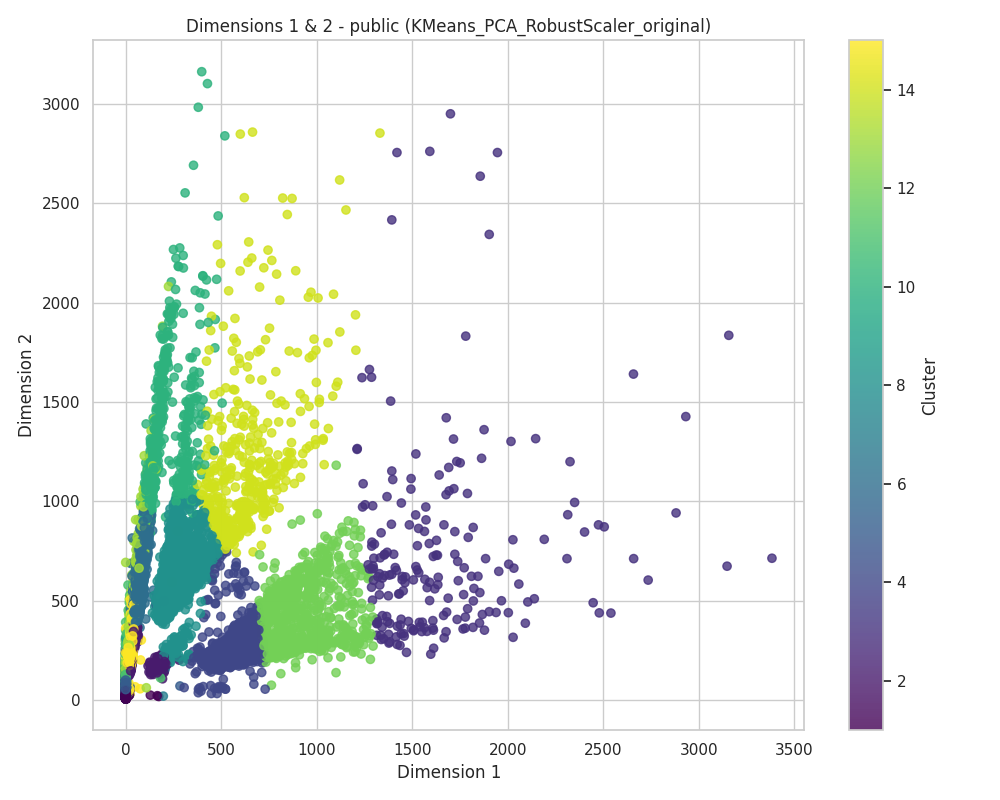 Dimensions 1 & 2 - public (KMeans_PCA_RobustScaler_original)
3000
2500
2000
1500
1000
500
0
Dimension 2
0 500 1000 1500 2000 2500 3000 3500
Dimension 1
14
12
10
8
6
4
2
Cluster